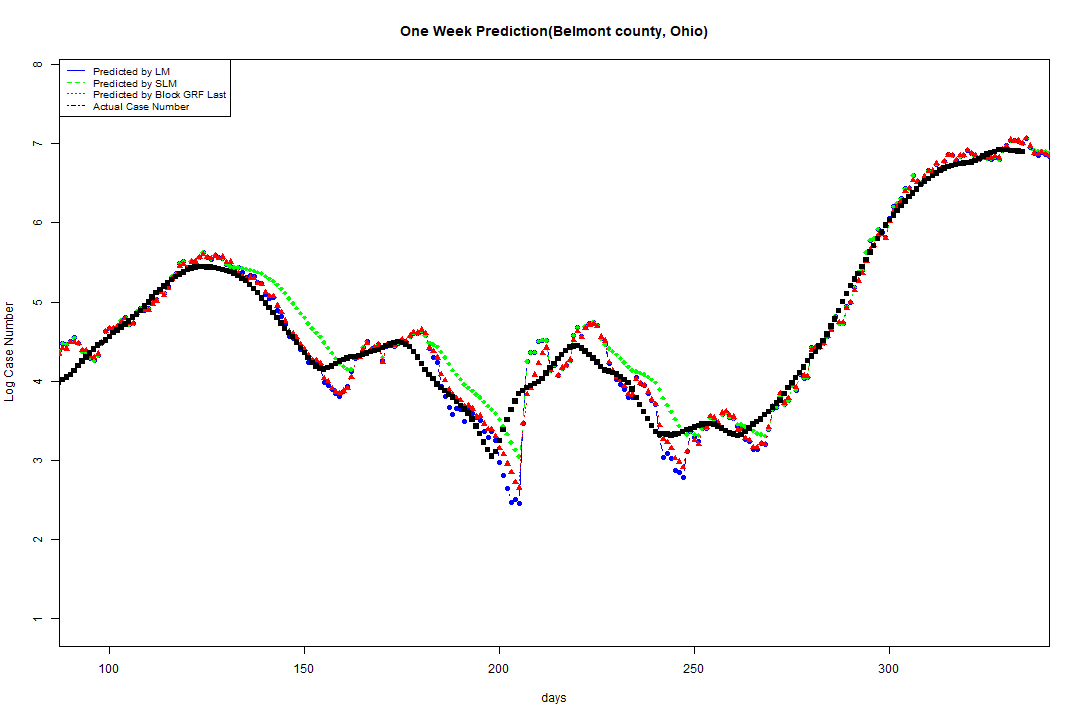 One Week Prediction(Belmont county, Ohio)
Predicted by LM
Predicted by SLM
Predicted by Block GRF Last
Actual Case Number
8
7
6
5
4
3
2
1
Log Case Number
100 150 200 250 300
days